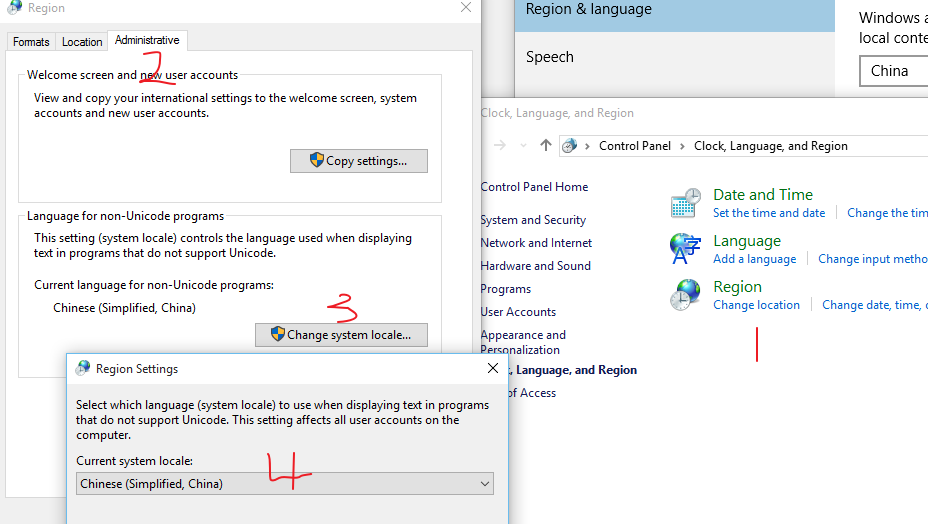 Region
Formats
Location
Administrative
2
Welcome screen and new user accounts
View and copy your international settings to the welcome screen, system
accounts and new user accounts.
Copy settings...
Language for non-Unicode programs
This setting (system locale) controls the language used when displaying
text in programs that do not support Unicode.
Current language for non-Unicode programs:
Chinese (Simplified, China)
3
Change system locale...
Region Settings
Select which language (system locale) to use when displaying text in programs
that do not support Unicode. This setting affects all user accounts on the
computer.
Current system locale:
4
Chinese (Simplified, China)
Region & language
Speech
Windows a
local conte
China
Clock, Language, and Region
Control Panel > Clock, Language, and Region
Control Panel Home
System and Security
Network and Internet
Hardware and Sound
Programs
User Accounts
Appearance and
Personalization
k, Language, and Region
of Access
Date and Time
Set the time and date
Change the tim
Language
Add a language
Change input metho
Region
Change location
Change date, time,
1